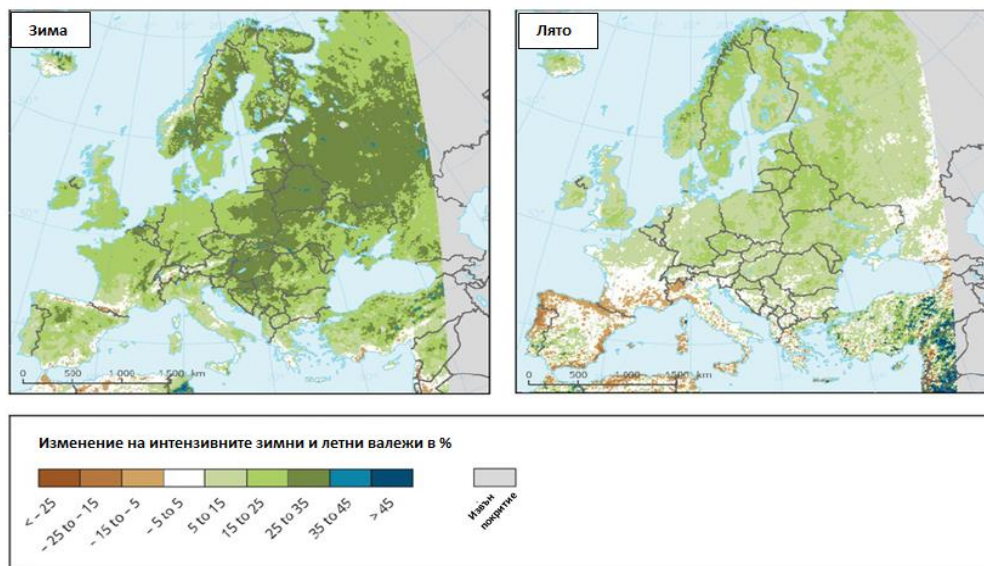 Зима
Лято
0 500 1 000 1 500 km
0 500 1 000 1 500 km
Изменение на интензивните зимни и летни валежи в %
< – 25
– 25 to – 15
– 15 to – 5
– 5 to 5
5 to 15
15 to 25
25 to 35
35 to 45
> 45
Извън
покритие